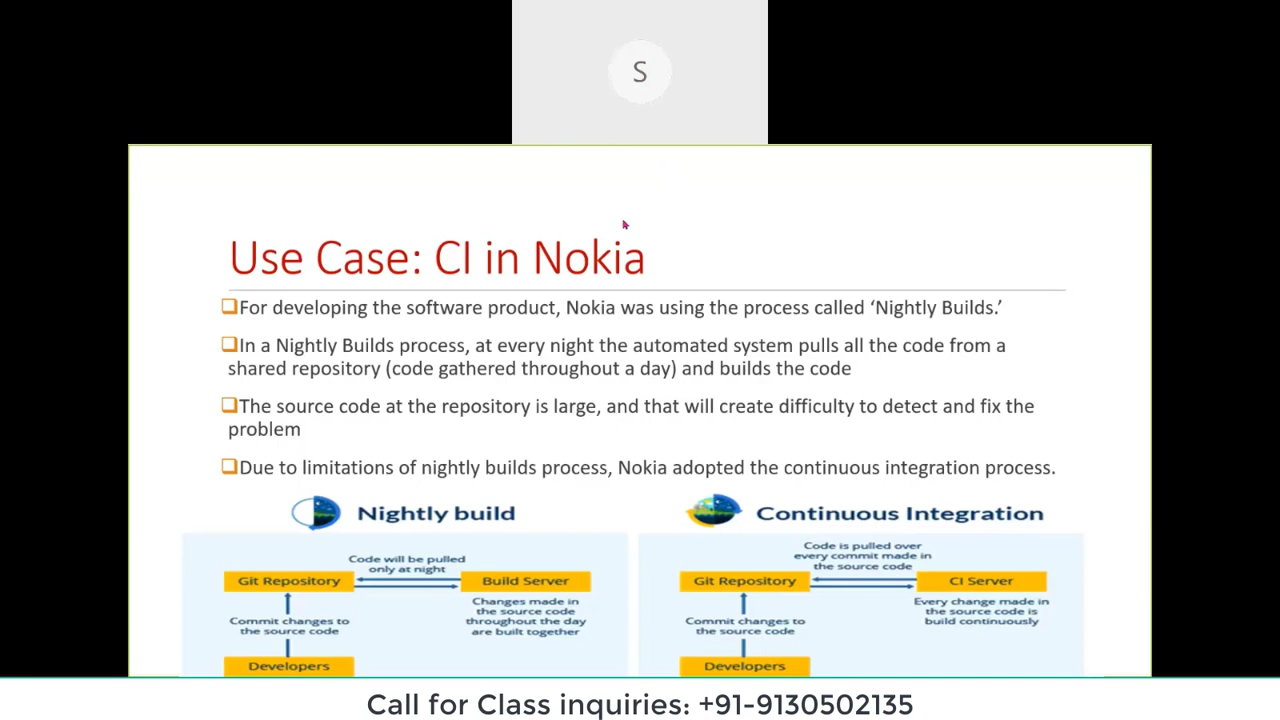 S
Use Case: CI in Nokia
For developing the software product, Nokia was using the process called ‘Nightly Builds.’
In a Nightly Builds process, at every night the automated system pulls all the code from a
shared repository (code gathered throughout a day) and builds the code
The source code at the repository is large, and that will create difficulty to detect and fix the
problem
Due to limitations of nightly builds process, Nokia adopted the continuous integration process.
Nightly build
Code will be pulled
only at night
Git Repository
Build Server
Changes made in
the source code
throughout the day
are built together
Commit changes to
the source code
Developers
Continuous Integration
Code is pulled over
every commit made in
the source code
Git Repository
CI Server
Every change made in
the source code is
build continuously
Commit changes to
the source code
Developers
Call for Class inquiries: +91-9130502135